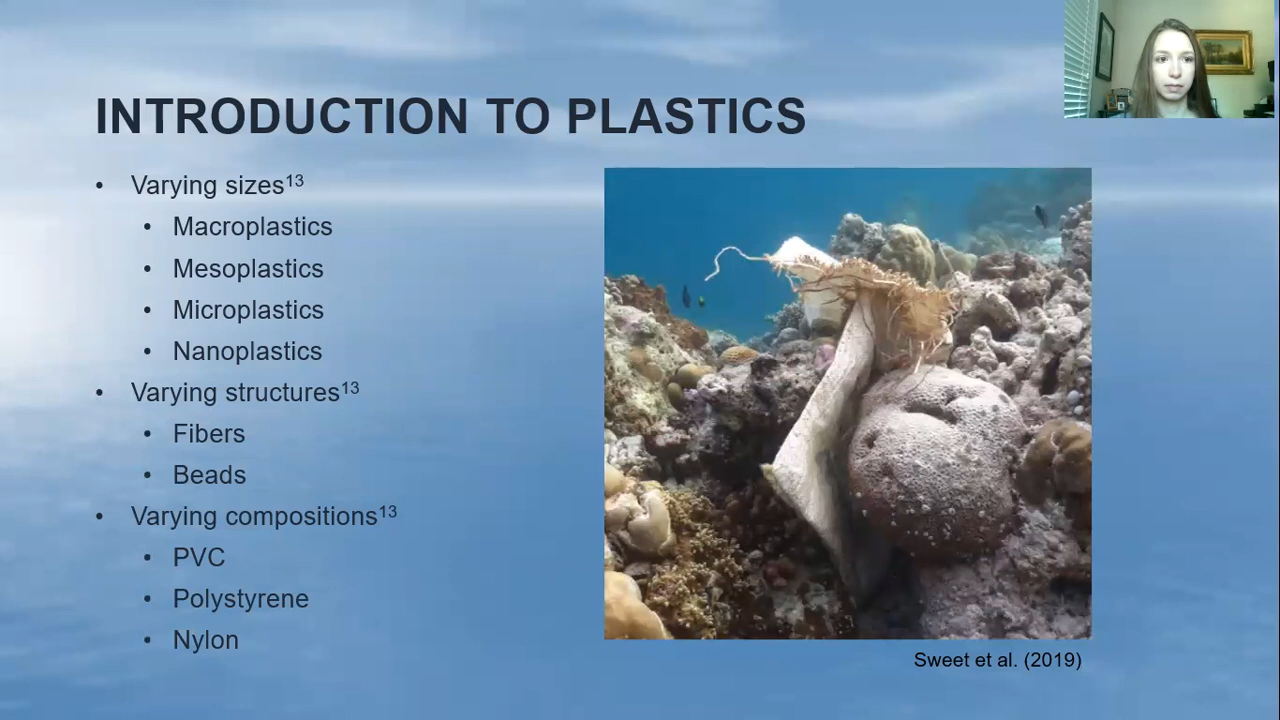 INTRODUCTION TO PLASTICS
• Varying sizes¹³
• Macroplastics
• Mesoplastics
• Microplastics
• Nanoplastics
• Varying structures¹³
• Fibers
• Beads
• Varying compositions¹³
• PVC
• Polystyrene
• Nylon
Sweet et al. (2019)